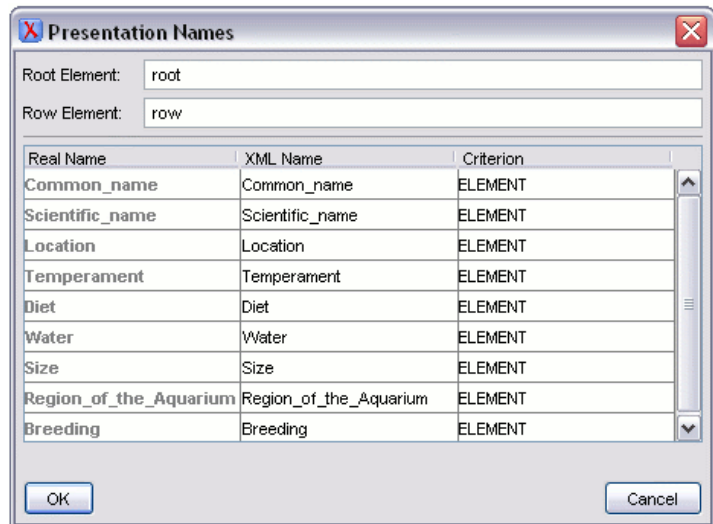 Presentation Names
Root Element: root
Row Element: row
Real Name XML Name Criterion
Common_name Common_name ELEMENT
Scientific_name Scientific_name ELEMENT
Location Location ELEMENT
Temperament Temperament ELEMENT
Diet Diet ELEMENT
Water Water ELEMENT
Size Size ELEMENT
Region_of_the_Aquarium Region_of_the_Aquarium ELEMENT
Breeding Breeding ELEMENT
OK Cancel